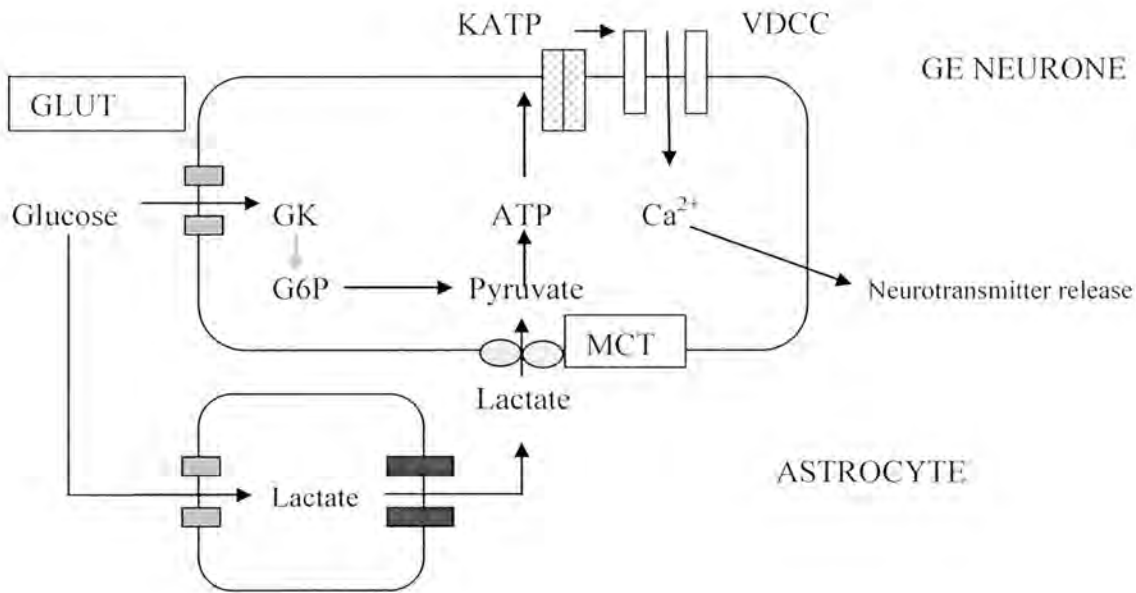 KATP
VDCC
GE NEURONE
GLUT
Glucose
GK
ATP
Ca²⁺
G6P
Pyruvate
Neurotransmitter release
MCT
Lactate
ASTROCYTE
Lactate